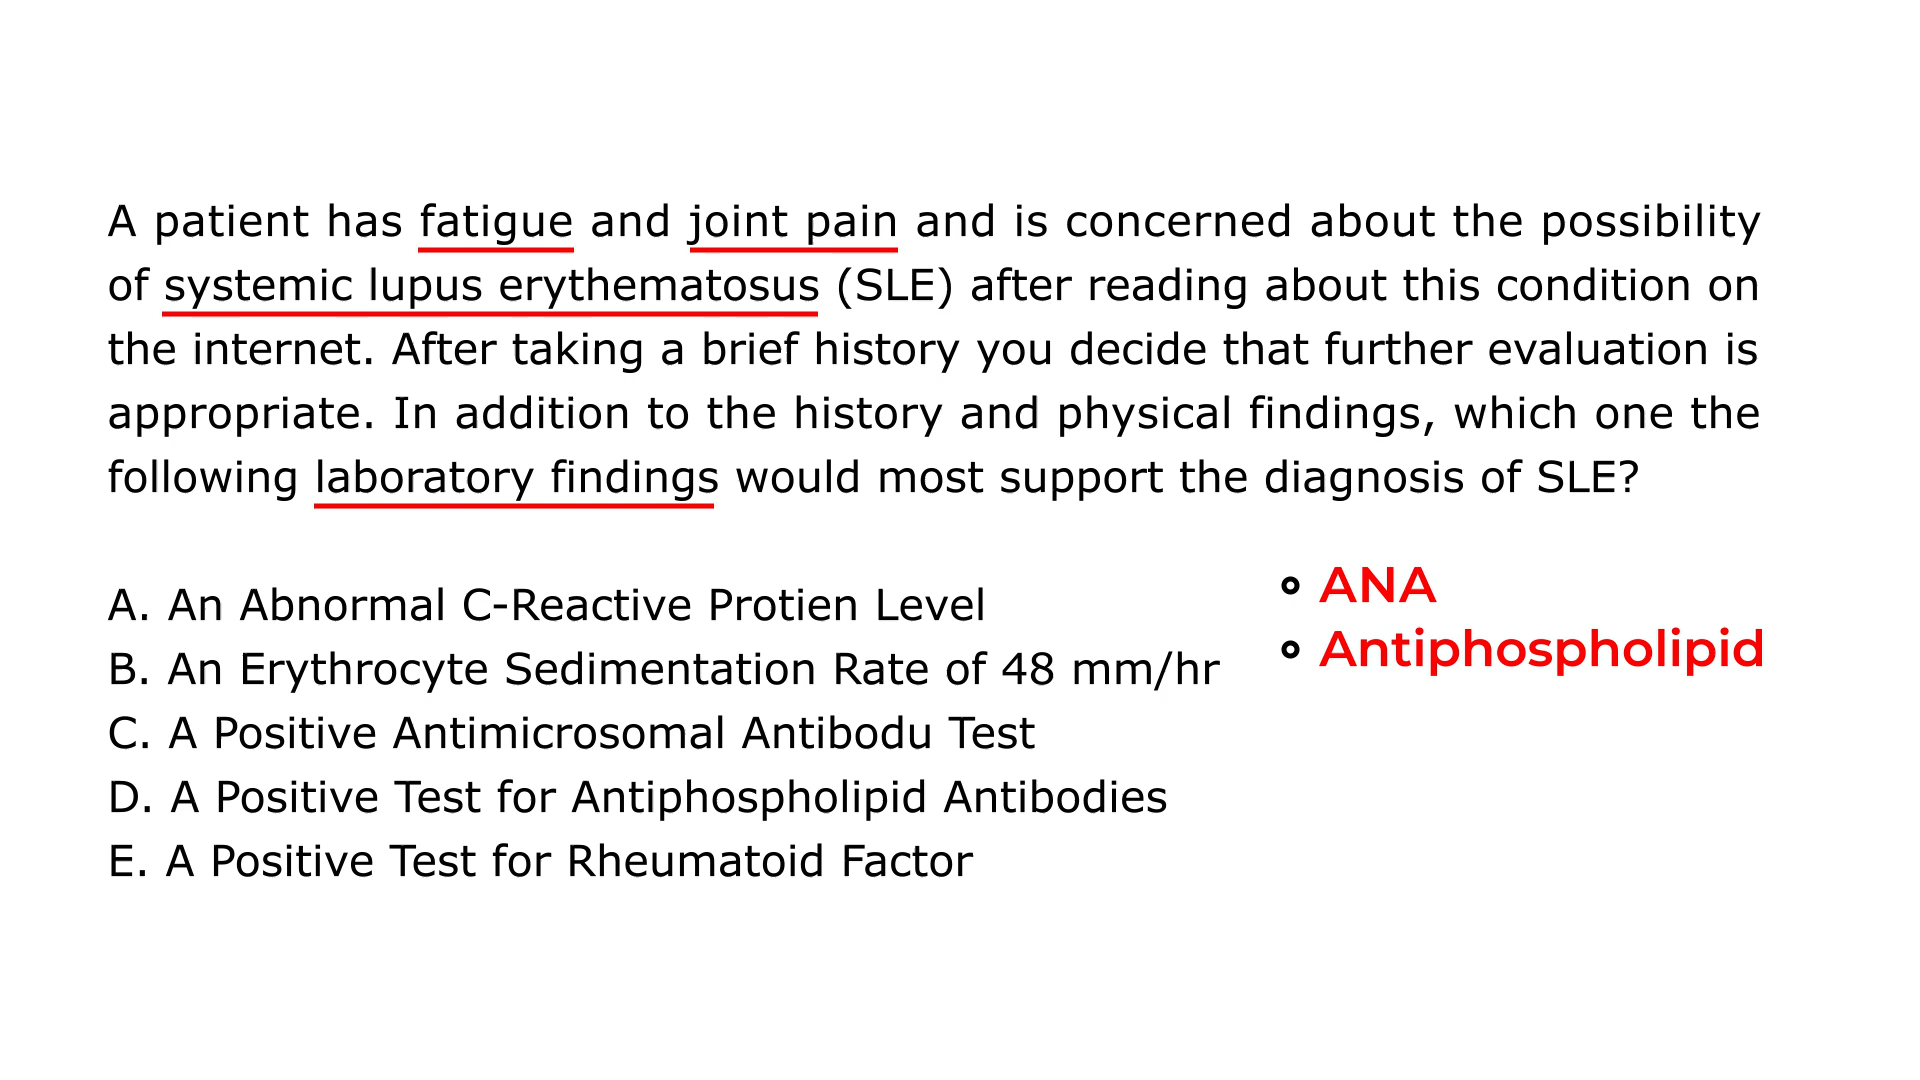 A patient has fatigue and joint pain and is concerned about the possibility
of systemic lupus erythematosus (SLE) after reading about this condition on
the internet. After taking a brief history you decide that further evaluation is
appropriate. In addition to the history and physical findings, which one the
following laboratory findings would most support the diagnosis of SLE?
A. An Abnormal C-Reactive Protien Level
B. An Erythrocyte Sedimentation Rate of 48 mm/hr
C. A Positive Antimicrosomal Antibodu Test
D. A Positive Test for Antiphospholipid Antibodies
E. A Positive Test for Rheumatoid Factor
ANA
Antiphospholipid